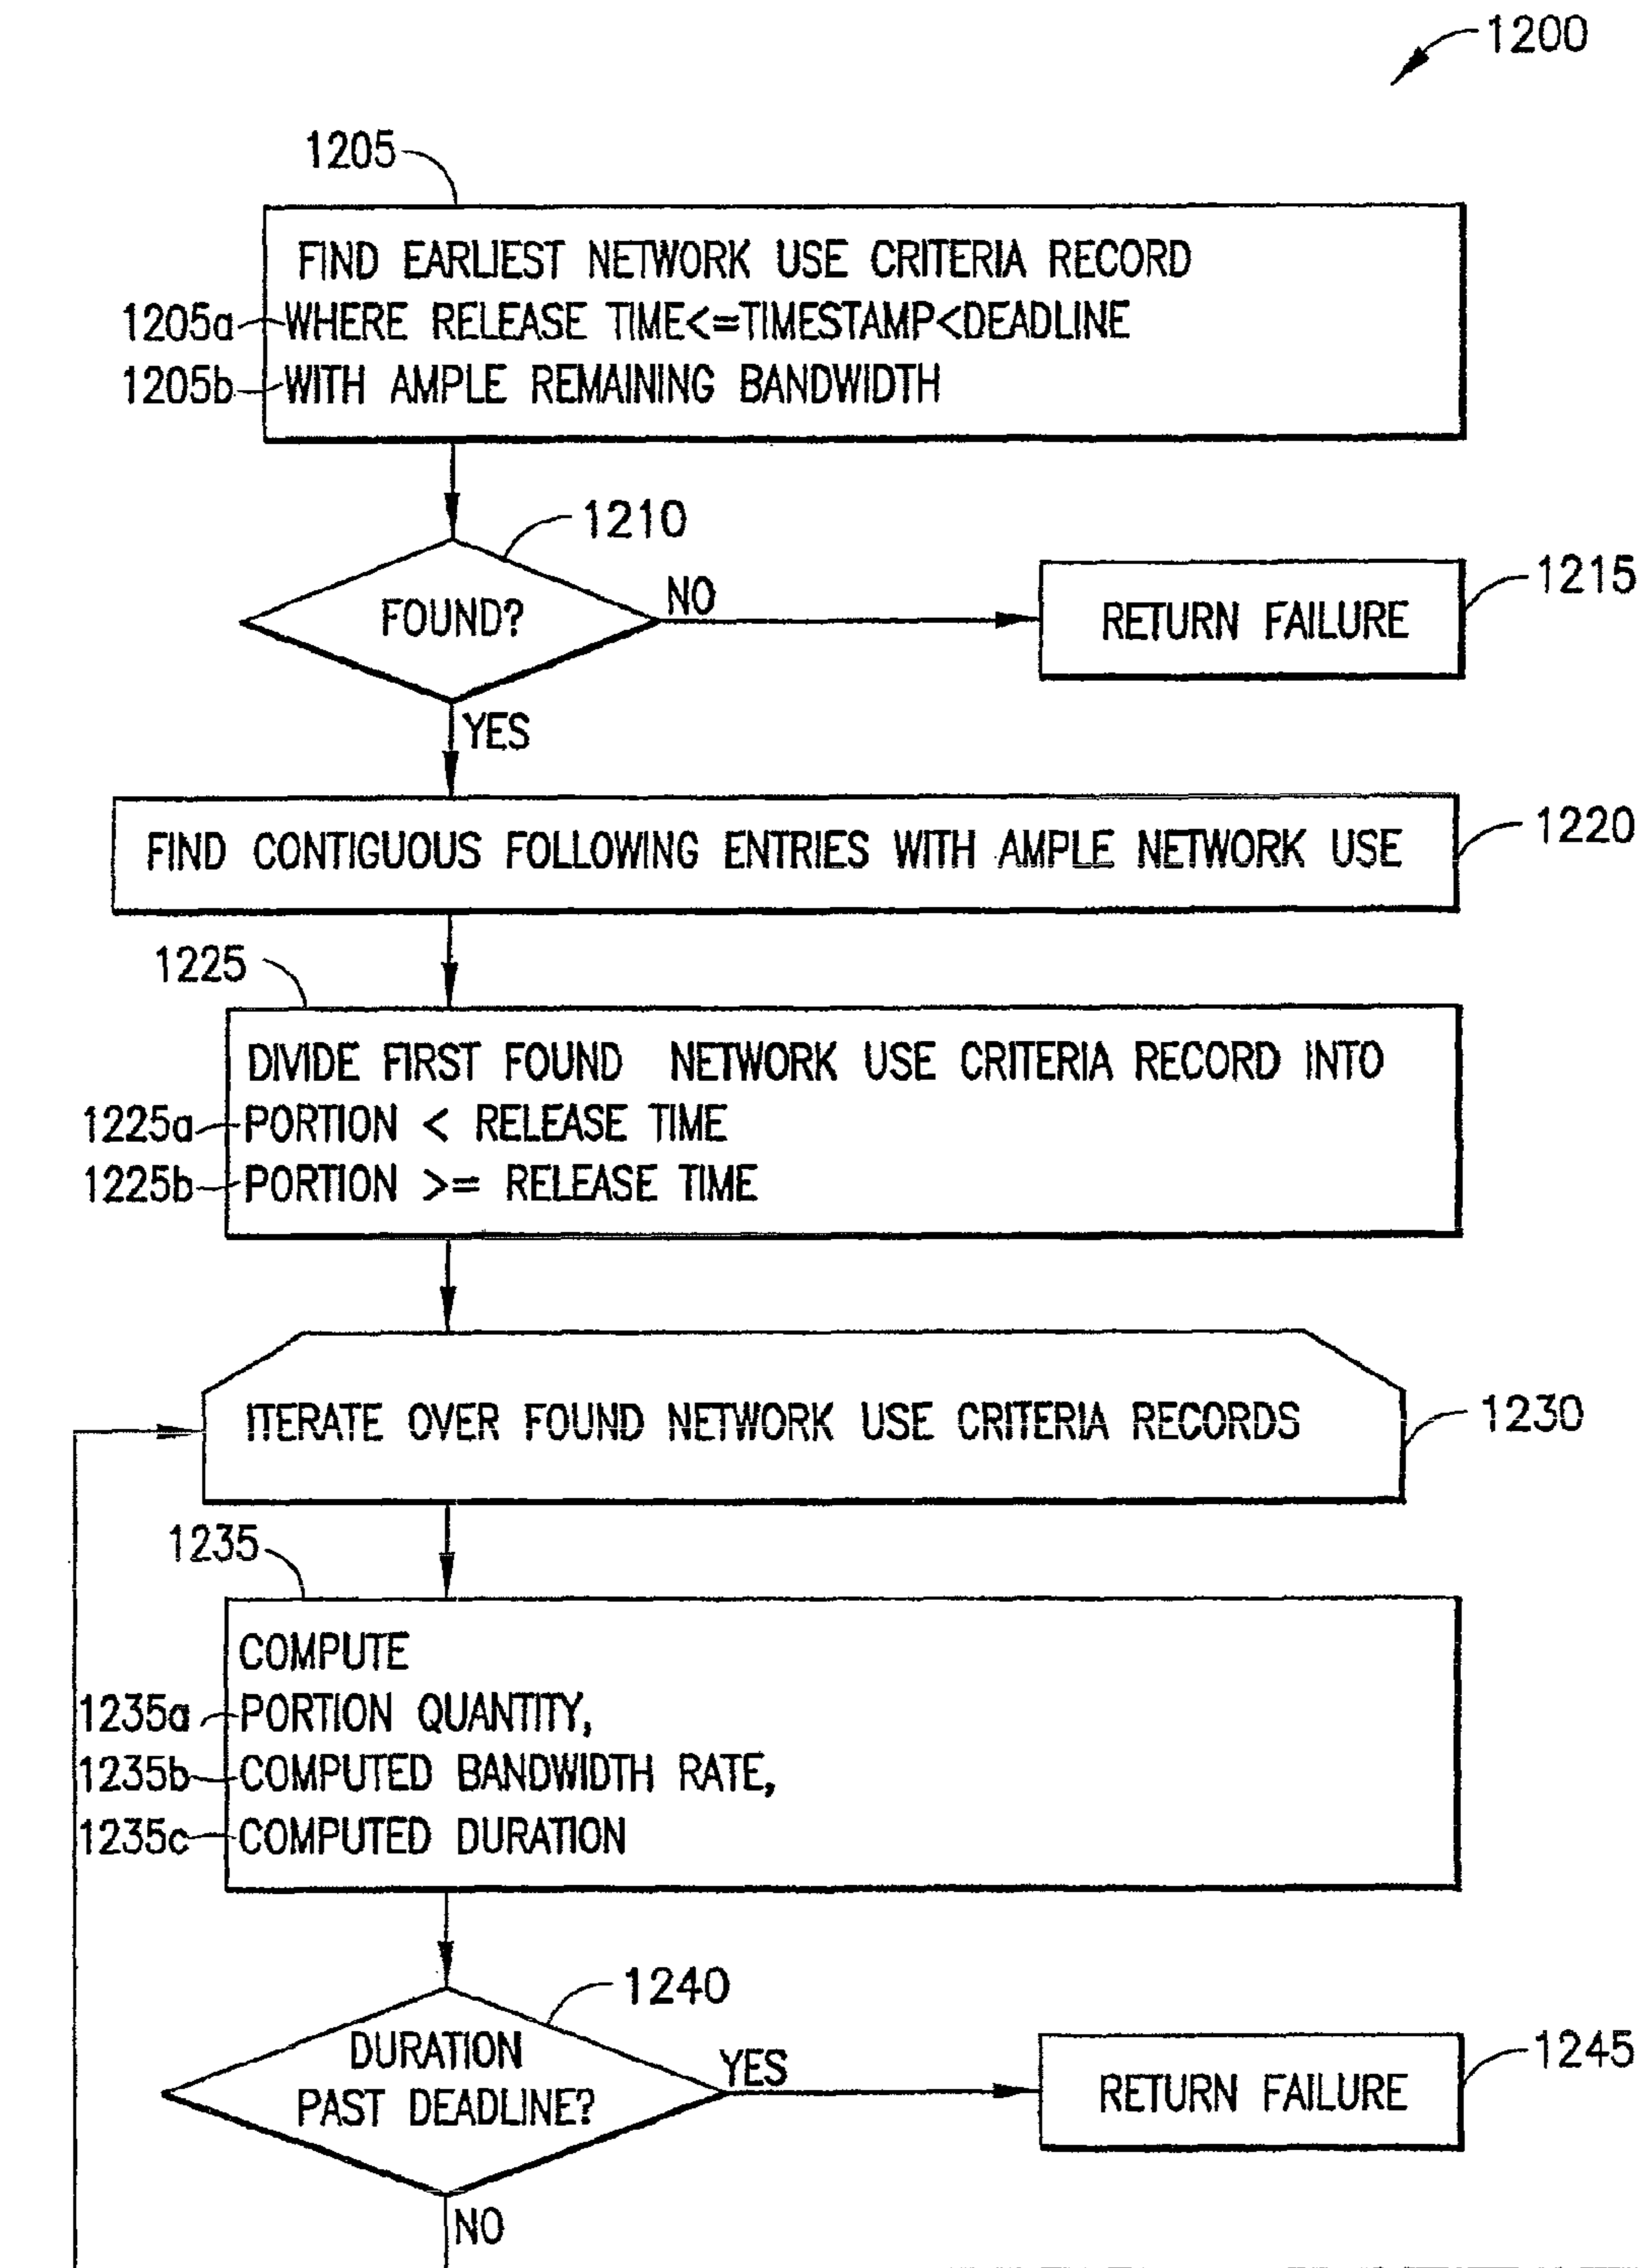 1200
1205
FIND EARLIEST NETWORK USE CRITERIA RECORD
1205a WHERE RELEASE TIME<=TIMESTAMP<DEADLINE
1205b WITH AMPLE REMAINING BANDWIDTH
1210
FOUND?
NO
RETURN FAILURE
1215
YES
FIND CONTIGUOUS FOLLOWING ENTRIES WITH AMPLE NETWORK USE
1220
1225
DIVIDE FIRST FOUND NETWORK USE CRITERIA RECORD INTO
1225a PORTION < RELEASE TIME
1225b PORTION >= RELEASE TIME
ITERATE OVER FOUND NETWORK USE CRITERIA RECORDS
1230
1235
COMPUTE
1235a PORTION QUANTITY,
1235b COMPUTED BANDWIDTH RATE,
1235c COMPUTED DURATION
1240
DURATION
PAST DEADLINE?
YES
RETURN FAILURE
1245
NO